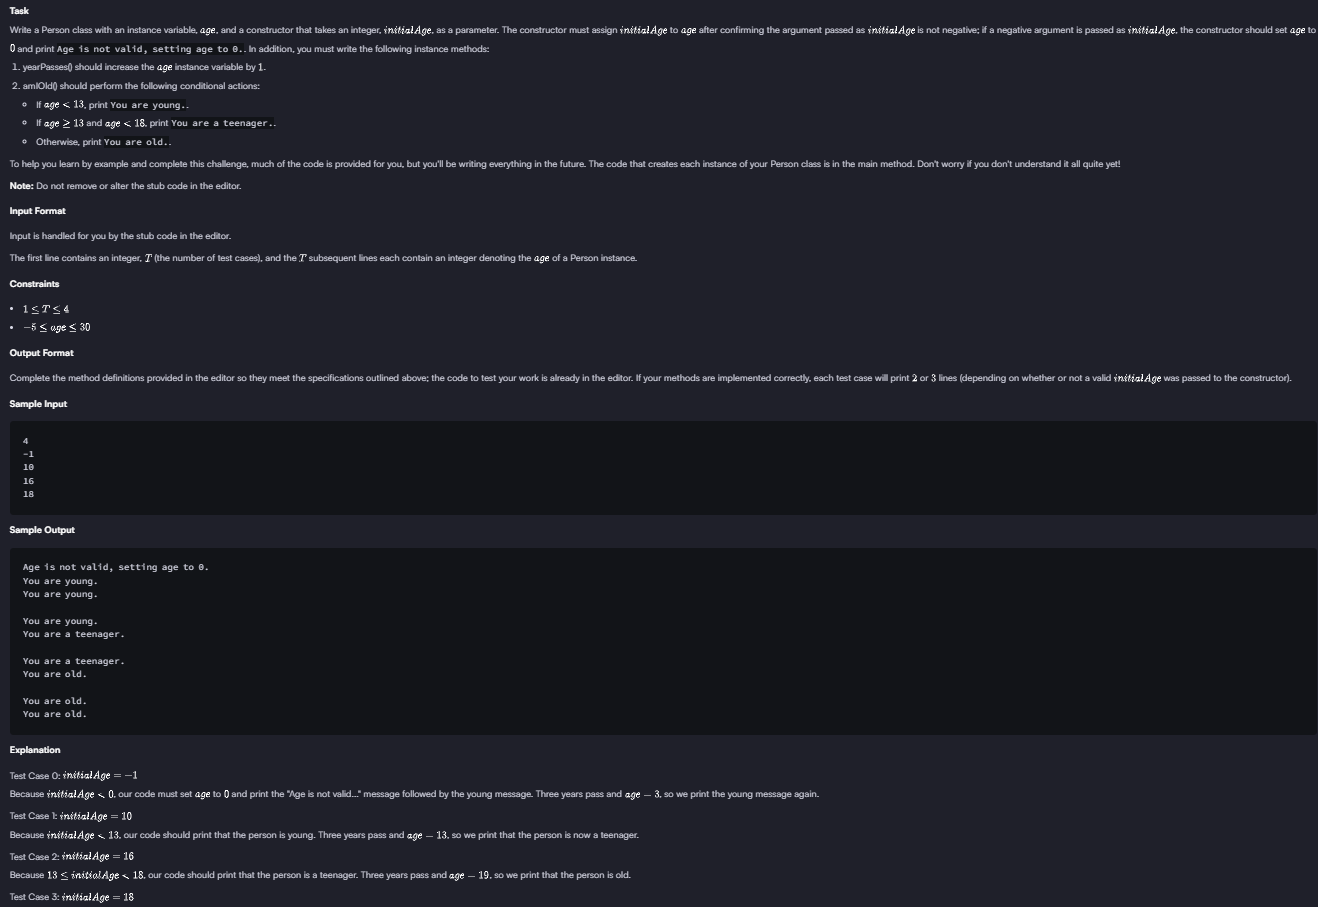 Task
Write a Person class with an instance variable, age, and a constructor that takes an integer, initialAge, as a parameter. The constructor must assign initialAge to age after confirming the argument passed as initialAge is not negative; if a negative argument is passed as initialAge, the constructor should set age to
0 and print Age is not valid, setting age to 0.. In addition, you must write the following instance methods:
1. yearPasses() should increase the age instance variable by 1.
2. amIOld() should perform the following conditional actions:
○ If age < 13, print You are young..
○ If age ≥ 13 and age < 18, print You are a teenager..
○ Otherwise, print You are old..
To help you learn by example and complete this challenge, much of the code is provided for you, but you'll be writing everything in the future. The code that creates each instance of your Person class is in the main method. Don't worry if you don't understand it all quite yet!
Note: Do not remove or alter the stub code in the editor.
Input Format
Input is handled for you by the stub code in the editor.
The first line contains an integer, T (the number of test cases), and the T subsequent lines each contain an integer denoting the age of a Person instance.
Constraints
• 1 ≤ T ≤ 4
• −5 ≤ age ≤ 30
Output Format
Complete the method definitions provided in the editor so they meet the specifications outlined above; the code to test your work is already in the editor. If your methods are implemented correctly, each test case will print 2 or 3 lines (depending on whether or not a valid initialAge was passed to the constructor).
Sample Input
4
-1
10
16
18
Sample Output
Age is not valid, setting age to 0.
You are young.
You are young.
You are young.
You are a teenager.
You are a teenager.
You are old.
You are old.
You are old.
Explanation
Test Case 0: initialAge = −1
Because initialAge < 0, our code must set age to 0 and print the "Age is not valid..." message followed by the young message. Three years pass and age = 3, so we print the young message again.
Test Case 1: initialAge = 10
Because initialAge < 13, our code should print that the person is young. Three years pass and age = 13, so we print that the person is now a teenager.
Test Case 2: initialAge = 16
Because 13 ≤ initialAge < 18, our code should print that the person is a teenager. Three years pass and age = 19, so we print that the person is old.
Test Case 3: initialAge = 18